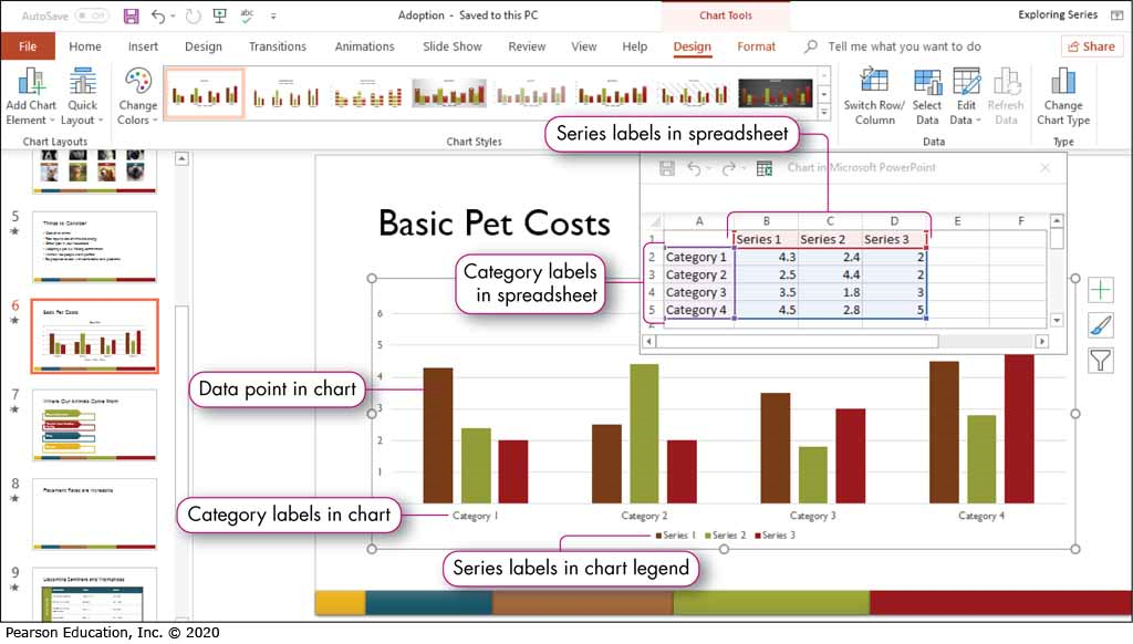 AutoSave
Off
abc
Adoption - Saved to this PC
Chart Tools
Exploring Series
File Home Insert Design Transitions Animations Slide Show Review View Help Design Format Tell me what you want to do Share
Add Chart Element
Quick Layout
Change Colors
Switch Row/ Column
Select Data
Edit Data
Refresh Data
Change Chart Type
Chart Layouts
Chart Styles
Data
Type
Series labels in spreadsheet
Chart in Microsoft PowerPoint
A B C D E F
1 Series 1 Series 2 Series 3
2 Category 1 4.3 2.4 2
3 Category 2 2.5 4.4 2
4 Category 3 3.5 1.8 3
5 Category 4 4.5 2.8 5
Basic Pet Costs
Category labels
in spreadsheet
Data point in chart
Category labels in chart
Series labels in chart legend
6
5
4
3
2
1
Category 1 Category 2 Category 3 Category 4
Series 1 Series 2 Series 3
5
Things to Consider
6
Basic Pet Costs
7
Where Our Animals Come From
8
Placement Rates are Increasing
9
Upcoming Seminars and Workshops
Pearson Education, Inc. © 2020